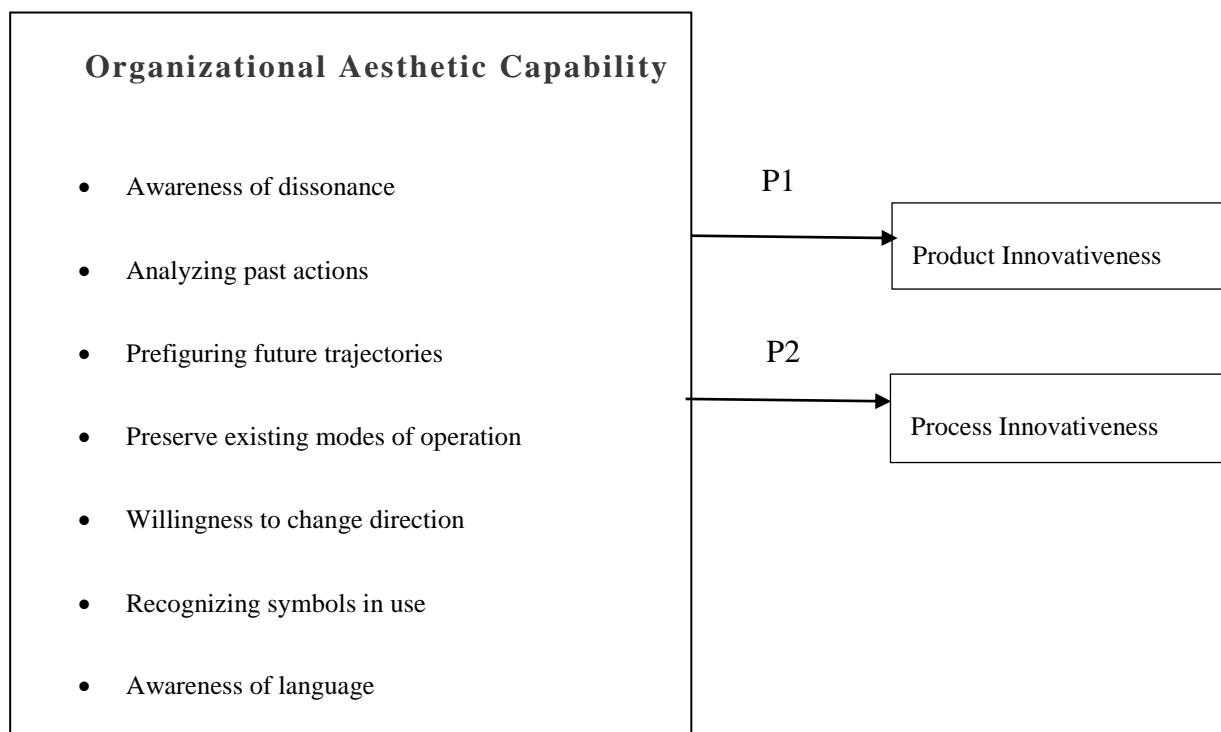 Organizational Aesthetic Capability
• Awareness of dissonance
P1
• Analyzing past actions
Product Innovativeness
• Prefiguring future trajectories
P2
• Preserve existing modes of operation
Process Innovativeness
• Willingness to change direction
• Recognizing symbols in use
• Awareness of language